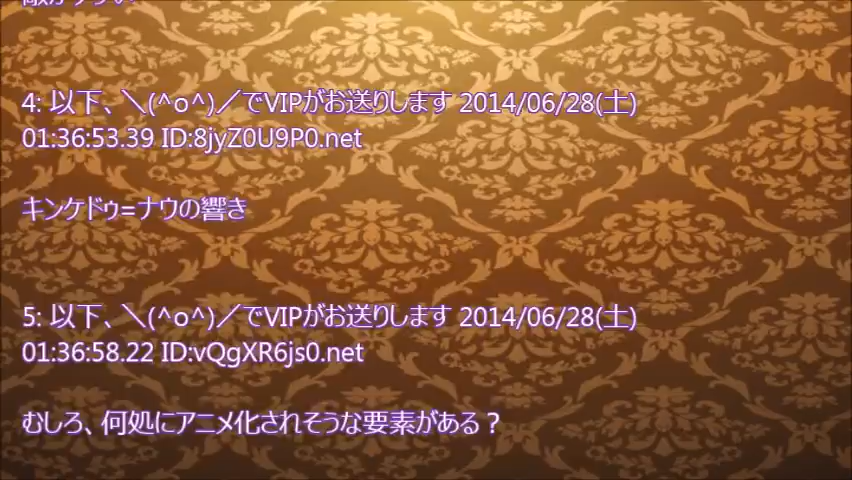 4: 以下、＼(^o^)／でVIPがお送りします 2014/06/28(土)
01:36:53.39 ID:8jyZ0U9P0.net
キンケドゥ=ナウの響き
5: 以下、＼(^o^)／でVIPがお送りします 2014/06/28(土)
01:36:58.22 ID:vQgXR6js0.net
むしろ、何処にアニメ化されそうな要素がある？